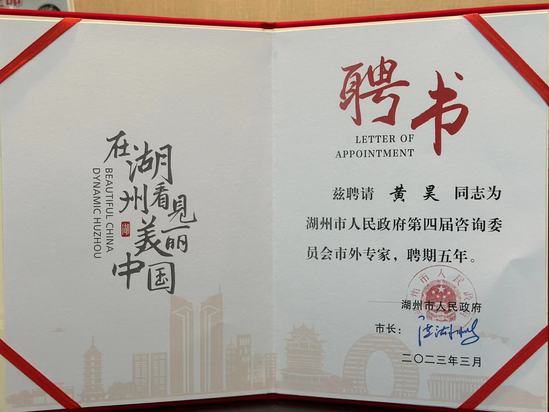 在湖州看见美丽中国
BEAUTIFUL CHINA
DYNAMIC HUZHOU
聘书
LETTER OF
APPOINTMENT
兹聘请 黄昊 同志为
湖州市人民政府第四届咨询委
员会市外专家，聘期五年。
湖州市人民政府
市长：
二〇二三年三月